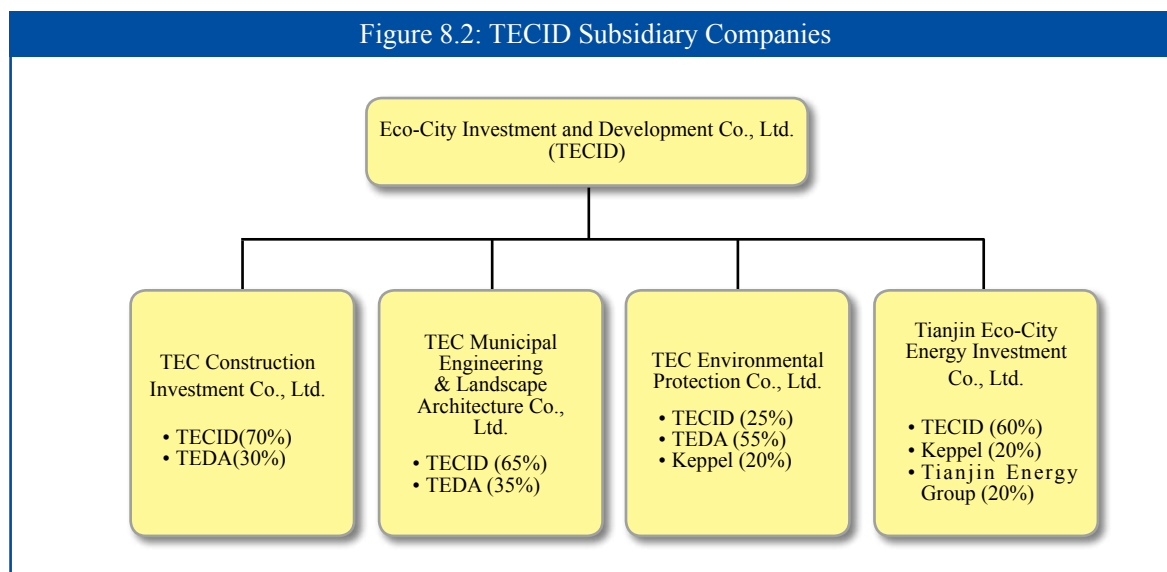 Figure 8.2: TECID Subsidiary Companies
Eco-City Investment and Development Co., Ltd.
(TECID)
TEC Construction
Investment Co., Ltd.
• TECID(70%)
• TEDA(30%)
TEC Municipal
Engineering
& Landscape
Architecture Co.,
Ltd.
• TECID (65%)
• TEDA (35%)
TEC Environmental
Protection Co., Ltd.
• TECID (25%)
• TEDA (55%)
• Keppel (20%)
Tianjin Eco-City
Energy Investment
Co., Ltd.
• TECID (60%)
• Keppel (20%)
• Tianjin Energy
Group (20%)